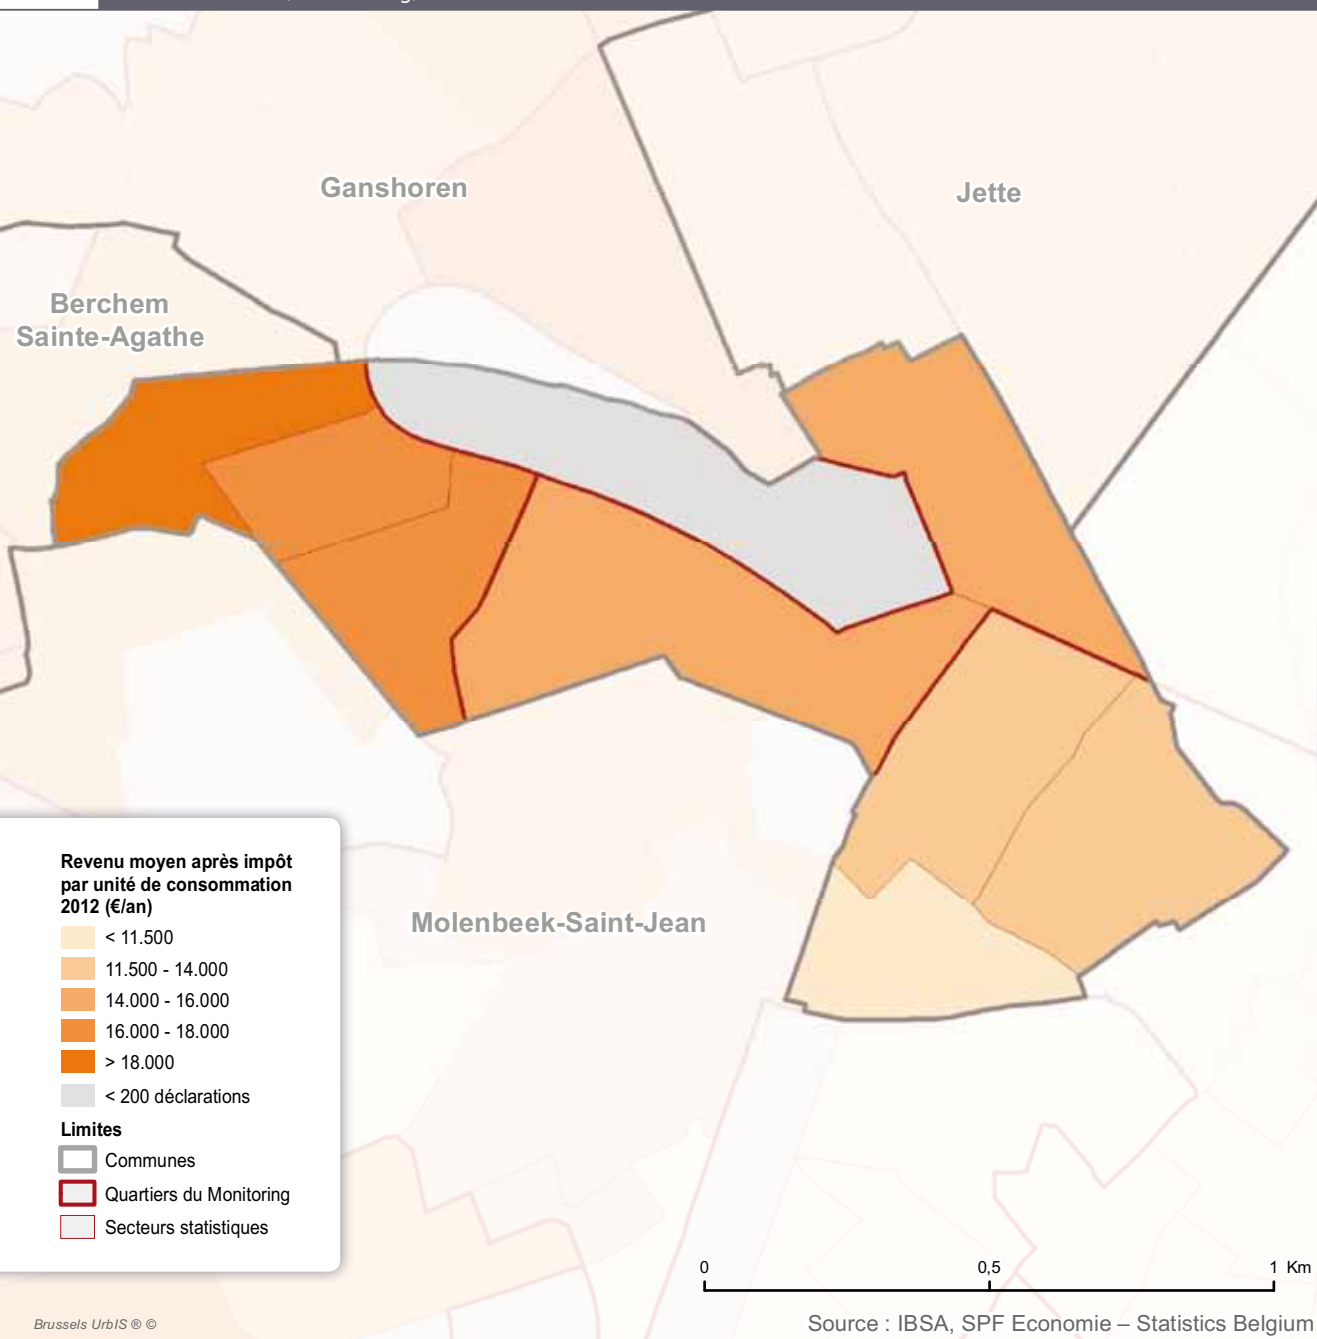 Ganshoren
Jette
Berchem
Sainte-Agathe
Molenbeek-Saint-Jean
Revenu moyen après impôt
par unité de consommation
2012 (€/an)
< 11.500
11.500 - 14.000
14.000 - 16.000
16.000 - 18.000
> 18.000
< 200 déclarations
Limites
Communes
Quartiers du Monitoring
Secteurs statistiques
0 0,5 1 Km
Brussels UrbIS ® ©
Source : IBSA, SPF Economie – Statistics Belgium